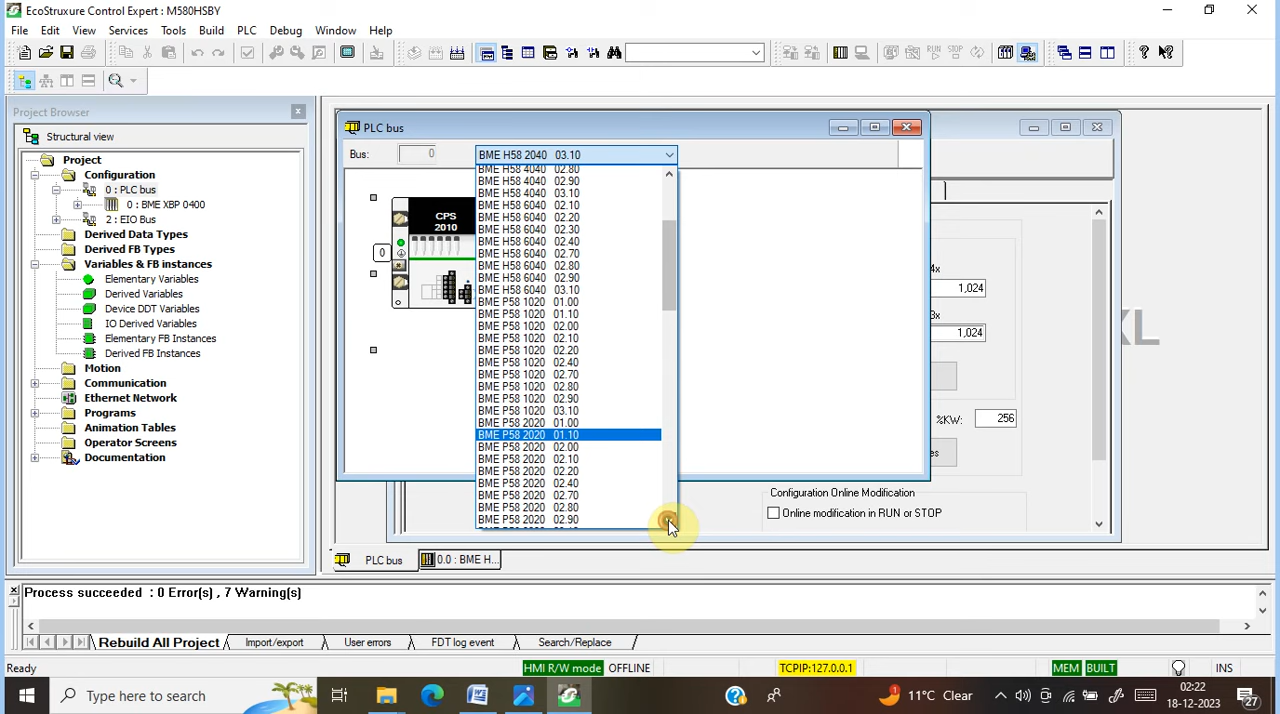 EcoStruxure Control Expert : M580HSBY
File Edit View Services Tools Build PLC Debug Window Help
Project Browser
Structural view
Project
Configuration
0 : PLC bus
0 : BME XBP 0400
2 : EIO Bus
Derived Data Types
Derived FB Types
Variables & FB instances
Elementary Variables
Derived Variables
Device DDT Variables
IO Derived Variables
Elementary FB Instances
Derived FB Instances
Motion
Communication
Ethernet Network
Programs
Animation Tables
Operator Screens
Documentation
PLC bus
Bus: 0 BME H58 2040 03.10
CPS
2010
0
BME H58 4040 02.80
BME H58 4040 02.90
BME H58 4040 03.10
BME H58 6040 02.10
BME H58 6040 02.20
BME H58 6040 02.30
BME H58 6040 02.40
BME H58 6040 02.70
BME H58 6040 02.80
BME H58 6040 02.90
BME H58 6040 03.10
BME P58 1020 01.00
BME P58 1020 01.10
BME P58 1020 02.00
BME P58 1020 02.10
BME P58 1020 02.20
BME P58 1020 02.40
BME P58 1020 02.70
BME P58 1020 02.80
BME P58 1020 02.90
BME P58 1020 03.10
BME P58 2020 01.00
BME P58 2020 01.10
BME P58 2020 02.00
BME P58 2020 02.10
BME P58 2020 02.20
BME P58 2020 02.40
BME P58 2020 02.70
BME P58 2020 02.80
BME P58 2020 02.90
4x
1,024
3x
1,024
XL
%KW: 256
es
Configuration Online Modification
Online modification in RUN or STOP
PLC bus 0.0 : BME H...
Process succeeded : 0 Error(s) , 7 Warning(s)
Rebuild All Project Import/export User errors FDT log event Search/Replace
Ready HMI R/W mode OFFLINE TCPIP:127.0.0.1 MEM BUILT INS
Type here to search 11°C Clear 02:22
18-12-2023 27